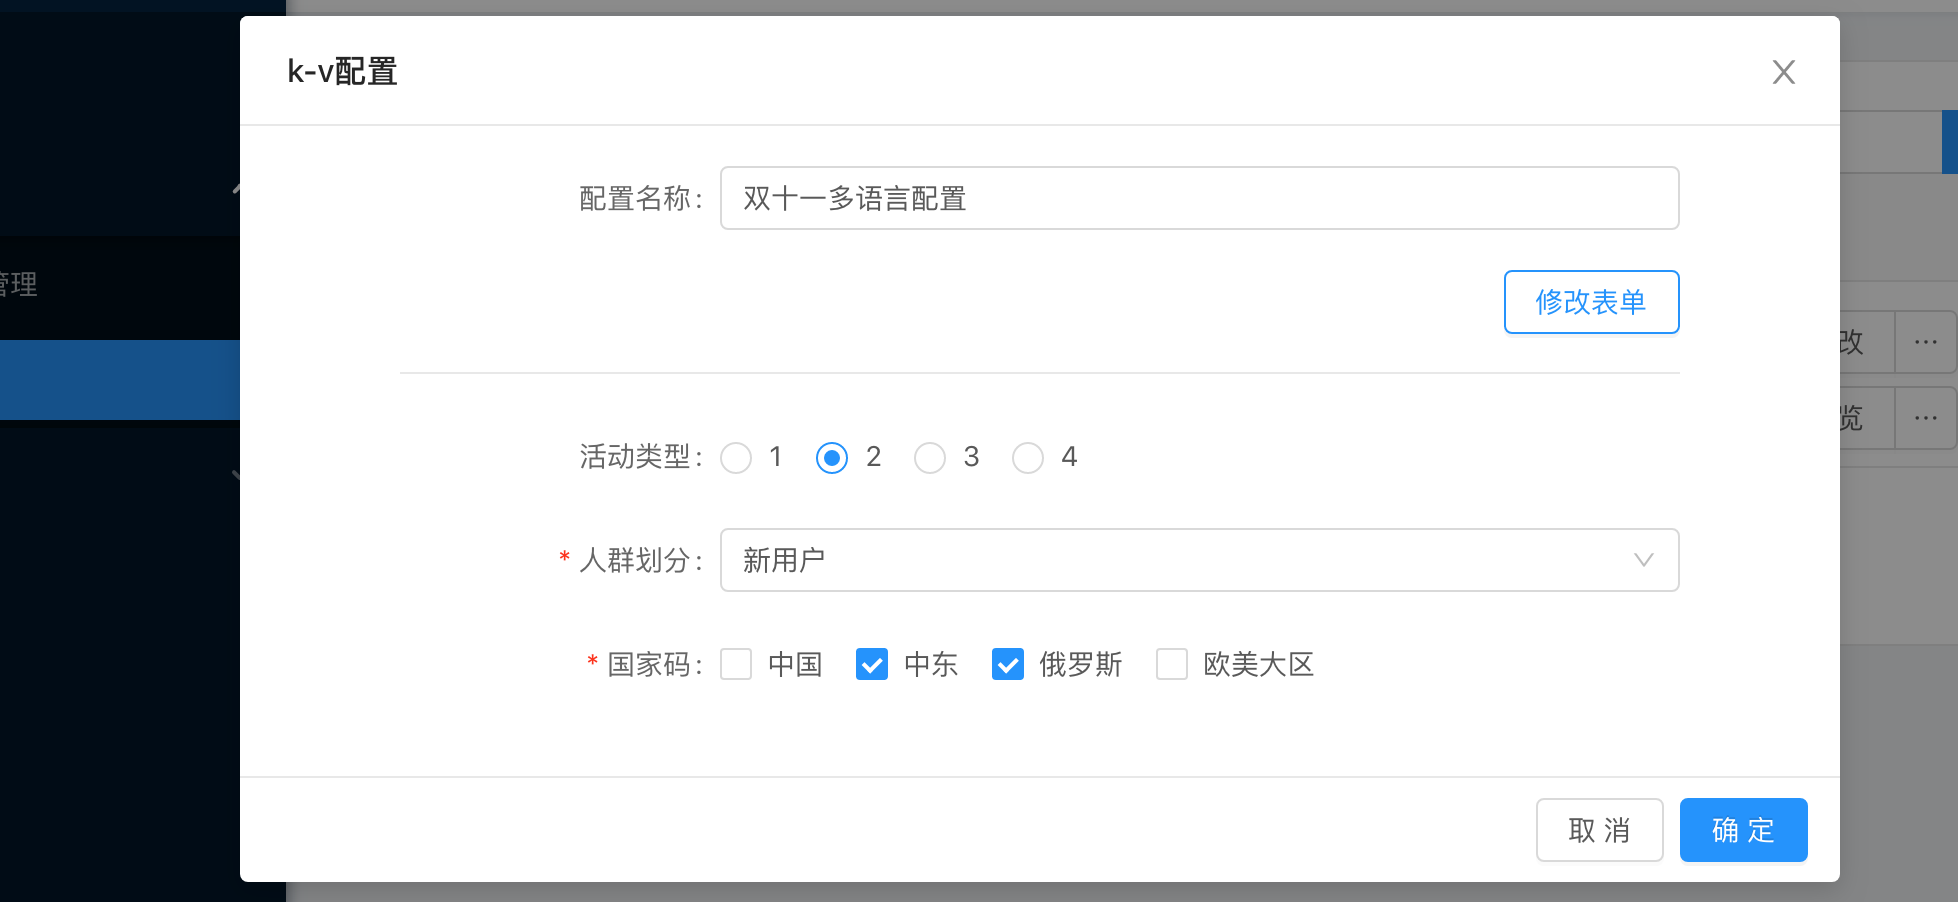 k-v配置
配置名称：
双十一多语言配置
修改表单
活动类型：
1 2 3 4
* 人群划分：
新用户
* 国家码：
中国 中东 俄罗斯 欧美大区
取 消 确 定
管理
改 ···
览 ···